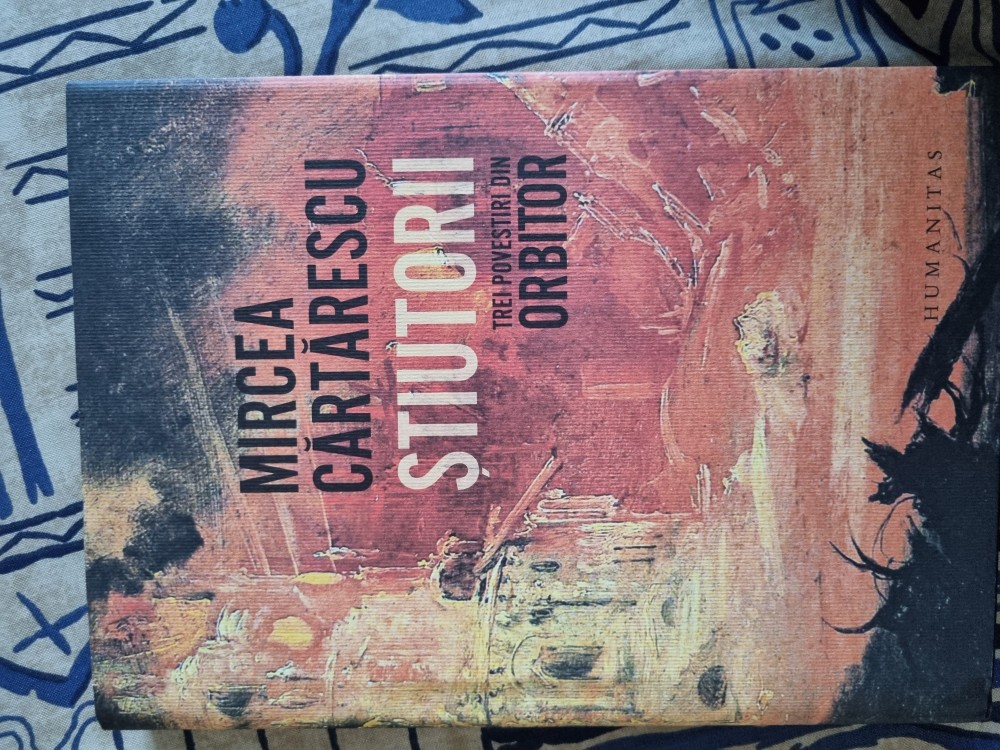 MIRCEA
CĂRTĂRESCU
ȘTIUTORII
TREI POVESTIRI DIN
ORBITOR
HUMANITAS